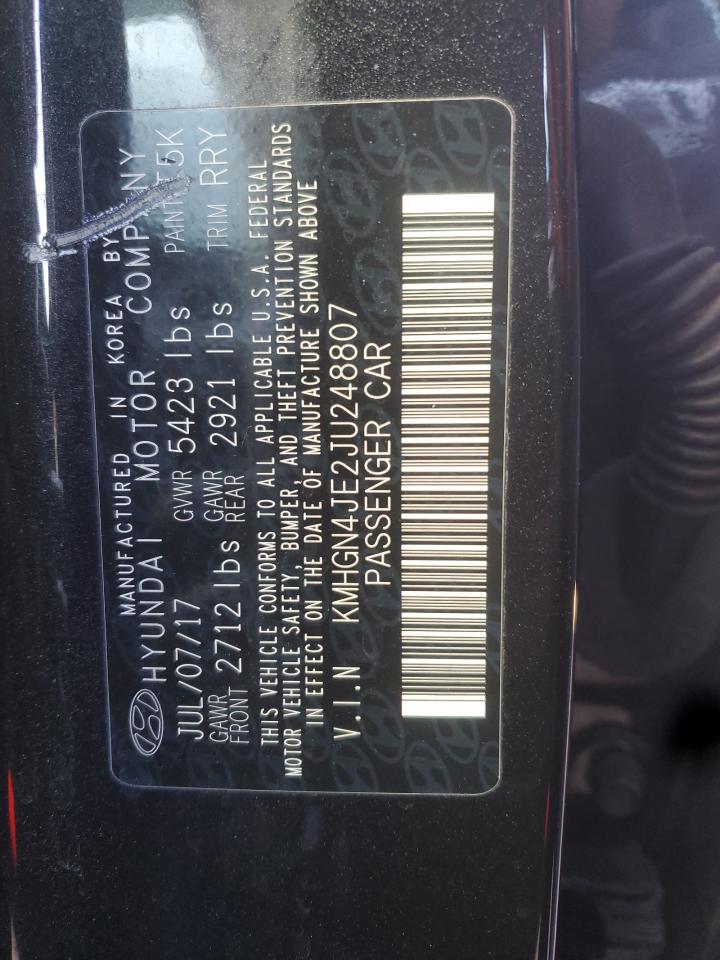 MANUFACTURED IN KOREA BY
HYUNDAI MOTOR COMPANY
JUL/07/17 GVWR 5423 lbs PAINT T5K
GAWR FRONT 2712 lbs GAWR REAR 2921 lbs TRIM RRY
THIS VEHICLE CONFORMS TO ALL APPLICABLE U.S.A. FEDERAL
MOTOR VEHICLE SAFETY, BUMPER, AND THEFT PREVENTION STANDARDS
IN EFFECT ON THE DATE OF MANUFACTURE SHOWN ABOVE
V.I.N KMHGN4JE2JU248807
PASSENGER CAR